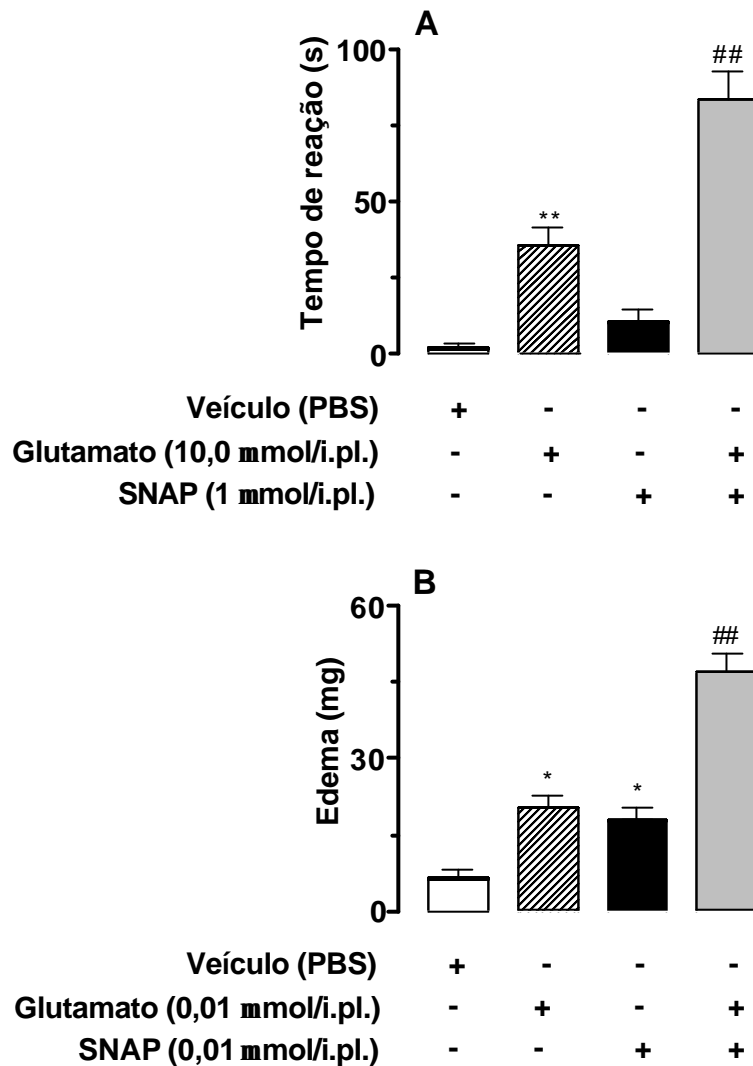 A
Tempo de reação (s)
100
50
0
**
##
Veículo (PBS) + - - -
Glutamato (10,0 mmol/i.pl.) - + - +
SNAP (1 mmol/i.pl.) - - + +
B
Edema (mg)
60
30
0
*
*
##
Veículo (PBS) + - - -
Glutamato (0,01 mmol/i.pl.) - + - +
SNAP (0,01 mmol/i.pl.) - - + +